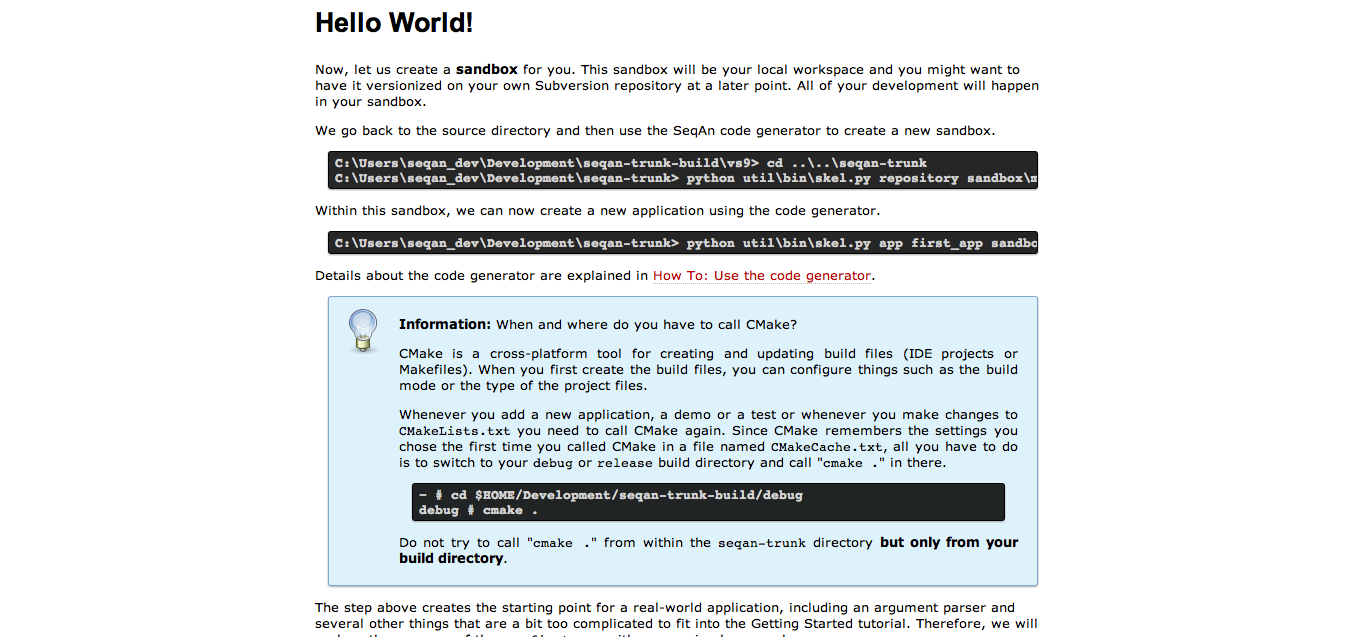 Hello World!
Now, let us create a sandbox for you. This sandbox will be your local workspace and you might want to
have it versionized on your own Subversion repository at a later point. All of your development will happen
in your sandbox.
We go back to the source directory and then use the SeqAn code generator to create a new sandbox.
C:\Users\seqan_dev\Development\seqan-trunk-build\vs9> cd ..\..\seqan-trunk
C:\Users\seqan_dev\Development\seqan-trunk> python util\bin\skel.py repository
Within this sandbox, we can now create a new application using the code generator.
C:\Users\seqan_dev\Development\seqan-trunk> python util\bin\skel.py app first_app
Details about the code generator are explained in How To: Use the code generator.
Information: When and where do you have to call CMake?
CMake is a cross-platform tool for creating and updating build files (IDE projects or
Makefiles). When you first create the build files, you can configure things such as the build
mode or the type of the project files.
Whenever you add a new application, a demo or a test or whenever you make changes to
CMakeLists.txt you need to call CMake again. Since CMake remembers the settings you
chose the first time you called CMake in a file named CMakeCache.txt, all you have to do
is to switch to your debug or release build directory and call "cmake ." in there.
~ # cd $HOME/Development/seqan-trunk-build/debug
debug # cmake .
Do not try to call "cmake ." from within the seqan-trunk directory but only from your
build directory.
The step above creates the starting point for a real-world application, including an argument parser and
several other things that are a bit too complicated to fit into the Getting Started tutorial. Therefore, we will